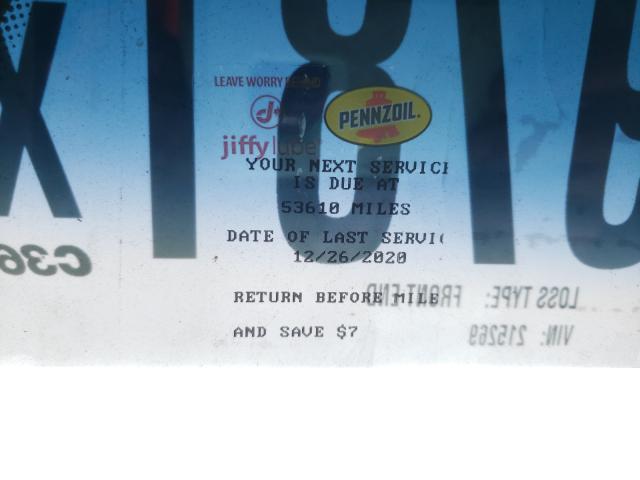 LEAVE WORRY BEHIND
PENNZOIL.
jiffy lube
YOUR NEXT SERVICE
IS DUE AT
53610 MILES
DATE OF LAST SERVI
12/26/2020
RETURN BEFORE MILE
AND SAVE $7
LOSS TYPE: FRONT END
VIN: 215269